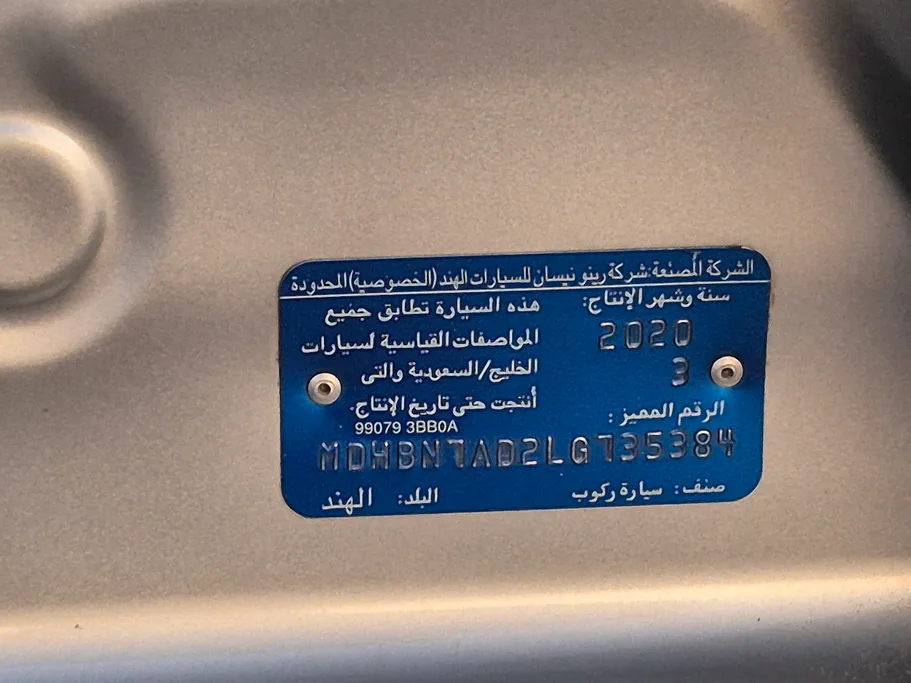 الشركة المصنعة: شركة رينو نيسان للسيارات الهند (الخصوصية) المحدودة
سنة وشهر الإنتاج:
2020
3
هذه السيارة تطابق جميع
المواصفات القياسية لسيارات
الخليج/السعودية والتى
أنتجت حتى تاريخ الإنتاج.
99079 3BB0A
الرقم المميز:
MDHBN7AD2LG735384
صنف: سيارة ركوب
البلد: الهند